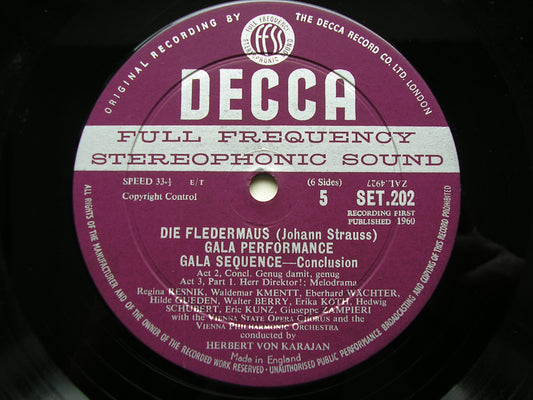 ORIGINAL RECORDING BY THE DECCA RECORD CO. LTD. LONDON
FULL FREQUENCY
ffss
STEREOPHONIC SOUND
DECCA
FULL FREQUENCY
STEREOPHONIC SOUND
SPEED 33-⅓ E/T (6 Sides) ZAL.4927
Copyright Control 5 SET.202
RECORDING FIRST
PUBLISHED 1960
DIE FLEDERMAUS (Johann Strauss)
GALA PERFORMANCE
GALA SEQUENCE—Conclusion
Act 2, Concl. Genug damit, genug
Act 3, Part 1. Herr Direktor!; Melodrama
Regina RESNIK, Waldemar KMENTT, Eberhard WÄCHTER,
Hilde GUEDEN, Walter BERRY, Erika KÖTH, Hedwig
SCHUBERT, Eric KUNZ, Giuseppe ZAMPIERI
with the VIENNA STATE OPERA CHORUS and the
VIENNA PHILHARMONIC ORCHESTRA
conducted by
HERBERT VON KARAJAN
Made in England
ALL RIGHTS OF THE MANUFACTURER AND OF THE OWNER OF THE RECORDED WORK RESERVED · UNAUTHORISED PUBLIC PERFORMANCE BROADCASTING AND COPYING OF THIS RECORD PROHIBITED